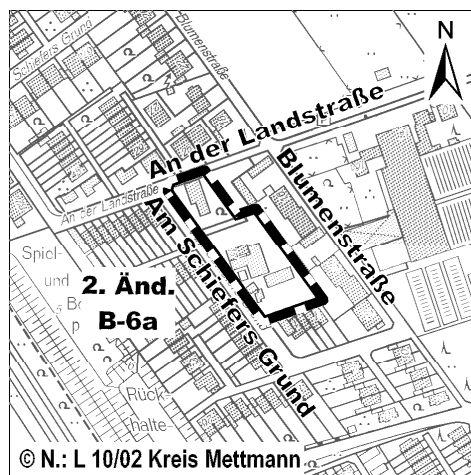 N
Blumenstraße
Schiefers Grund
An der Landstraße
Blumenstraße
An der Landstraße
Am Schiefers Grund
Spiel-
und
2. Änd.
B-6a
Rück-
halte-
© N.: L 10/02 Kreis Mettmann